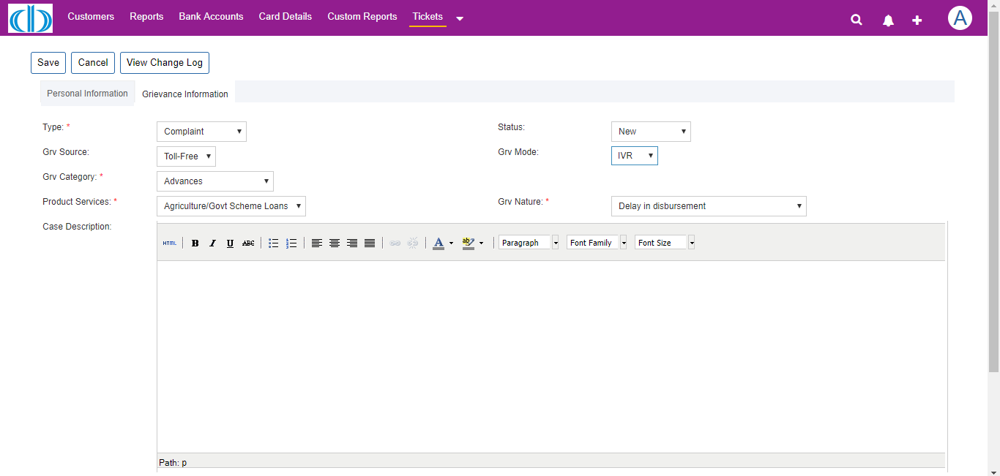 Customers Reports Bank Accounts Card Details Custom Reports Tickets A
Save Cancel View Change Log
Personal Information Grievance Information
Type: * Complaint Status: New
Grv Source: Toll-Free Grv Mode: IVR
Grv Category: * Advances
Product Services: * Agriculture/Govt Scheme Loans Grv Nature: * Delay in disbursement
Case Description:
HTML B I U ABC A ab Paragraph Font Family Font Size
Path: p